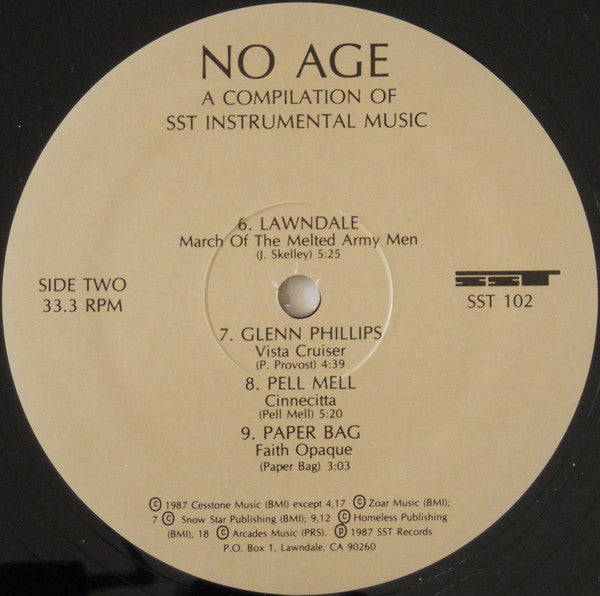 NO AGE
A COMPILATION OF
SST INSTRUMENTAL MUSIC
6. LAWNDALE
March Of The Melted Army Men
(J. Skelley) 5:25
SIDE TWO
33.3 RPM
SST
SST 102
7. GLENN PHILLIPS
Vista Cruiser
(P. Provost) 4:39
8. PELL MELL
Cinnecitta
(Pell Mell) 5:20
9. PAPER BAG
Faith Opaque
(Paper Bag) 3:03
© 1987 Cesstone Music (BMI) except 4,17 © Zoar Music (BMI);
7 © Snow Star Publishing (BMI); 9,12 © Homeless Publishing
(BMI); 18 © Arcades Music (PRS). ℗ 1987 SST Records
P.O. Box 1, Lawndale, CA 90260